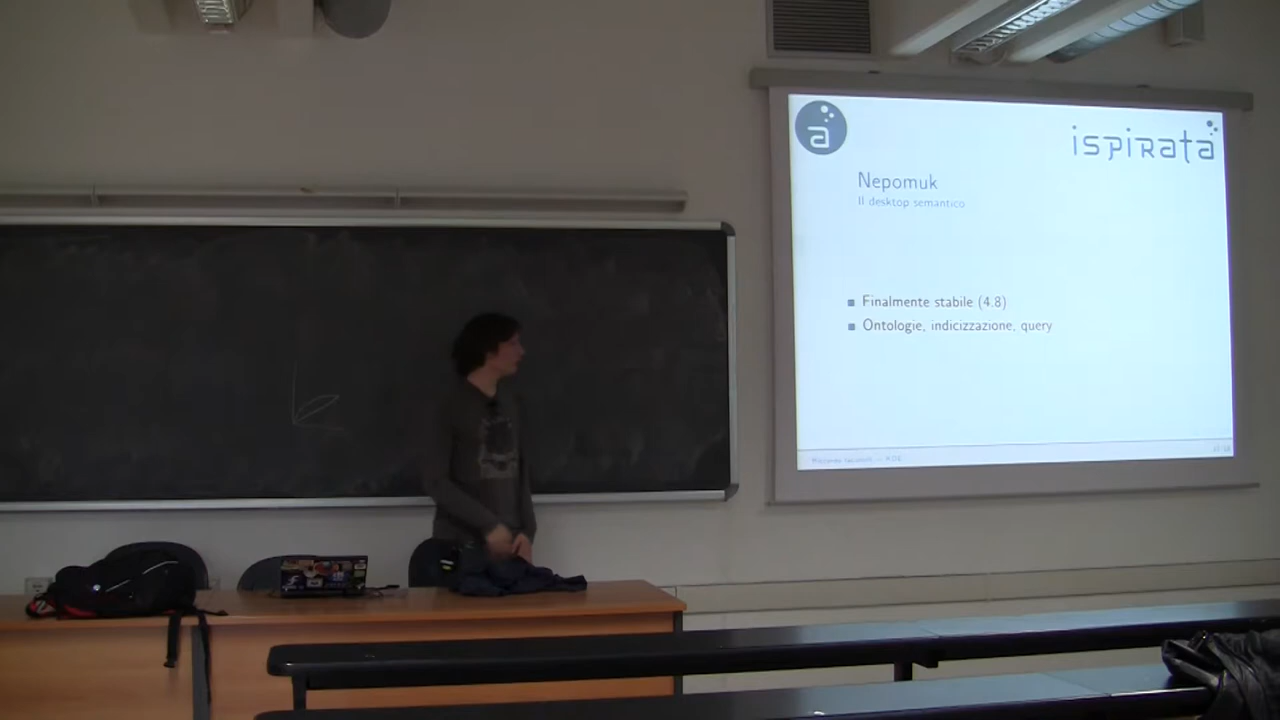 a
ispirata
Nepomuk
Il desktop semantico
Finalmente stabile (4.8)
Ontologie, indicizzazione, query